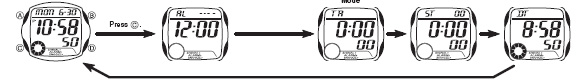 Mode
Ⓐ MON 6-30 Ⓑ
10:58
Ⓒ 50 Ⓓ
Press Ⓒ.
AL ----
12:00
TR
0:00
00
ST 0:00
0:00
00
DT
8:58
50